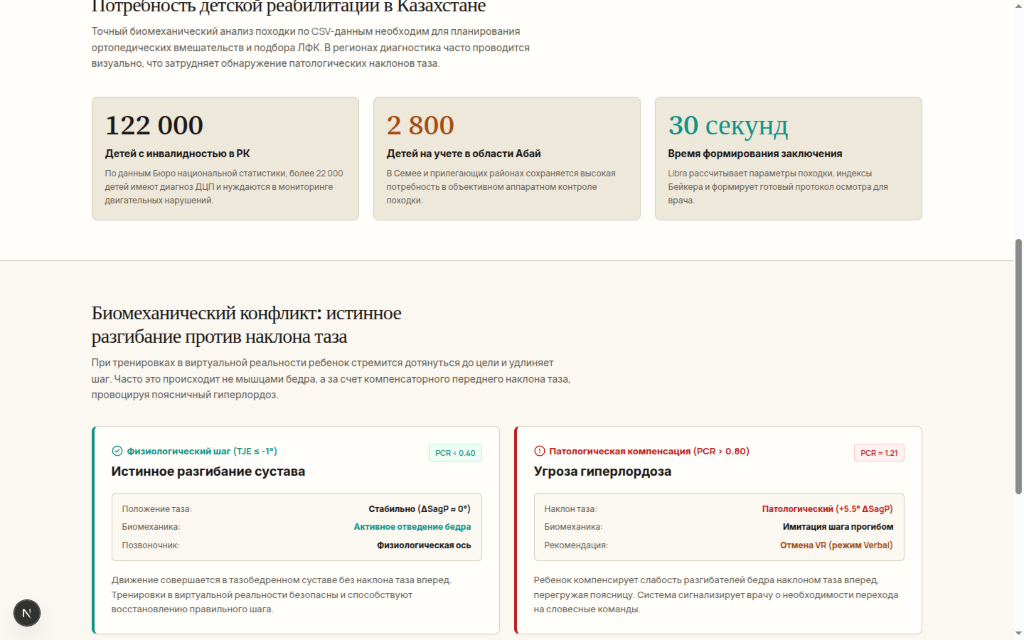 Потребность детской реабилитации в Казахстане
Точный биомеханический анализ походки по CSV-данным необходим для планирования
ортопедических вмешательств и подбора ЛФК. В регионах диагностика часто проводится
визуально, что затрудняет обнаружение патологических наклонов таза.
122 000
Детей с инвалидностью в РК
По данным Бюро национальной статистики, более 22 000
детей имеют диагноз ДЦП и нуждаются в мониторинге
двигательных нарушений.
2 800
Детей на учете в области Абай
В Семее и прилегающих районах сохраняется высокая
потребность в объективном аппаратном контроле
походки.
30 секунд
Время формирования заключения
Libra рассчитывает параметры походки, индексы
Бейкера и формирует готовый протокол осмотра для
врача.
Биомеханический конфликт: истинное
разгибание против наклона таза
При тренировках в виртуальной реальности ребенок стремится дотянуться до цели и удлиняет
шаг. Часто это происходит не мышцами бедра, а за счет компенсаторного переднего наклона таза,
провоцируя поясничный гиперлордоз.
Физиологический шаг (TJE ≤ -1°)
PCR < 0.40
Истинное разгибание сустава
Положение таза: Стабильно (ΔSagP ≈ 0°)
Биомеханика: Активное отведение бедра
Позвоночник: Физиологическая ось
Движение совершается в тазобедренном суставе без наклона таза вперед.
Тренировки в виртуальной реальности безопасны и способствуют
восстановлению правильного шага.
Патологическая компенсация (PCR > 0.80)
PCR = 1.21
Угроза гиперлордоза
Наклон таза: Патологический (+5.5° ΔSagP)
Биомеханика: Имитация шага прогибом
Рекомендация: Отмена VR (режим Verbal)
Ребенок компенсирует слабость разгибателей бедра наклоном таза вперед,
перегружая поясницу. Система сигнализирует врачу о необходимости перехода
на словесные команды.
N